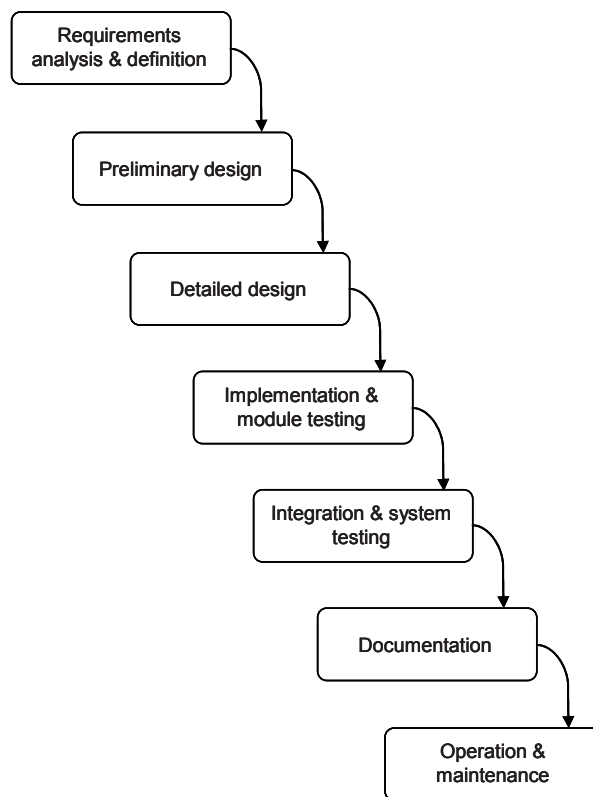 Requirements
analysis & definition
Preliminary design
Detailed design
Implementation &
module testing
Integration & system
testing
Documentation
Operation &
maintenance